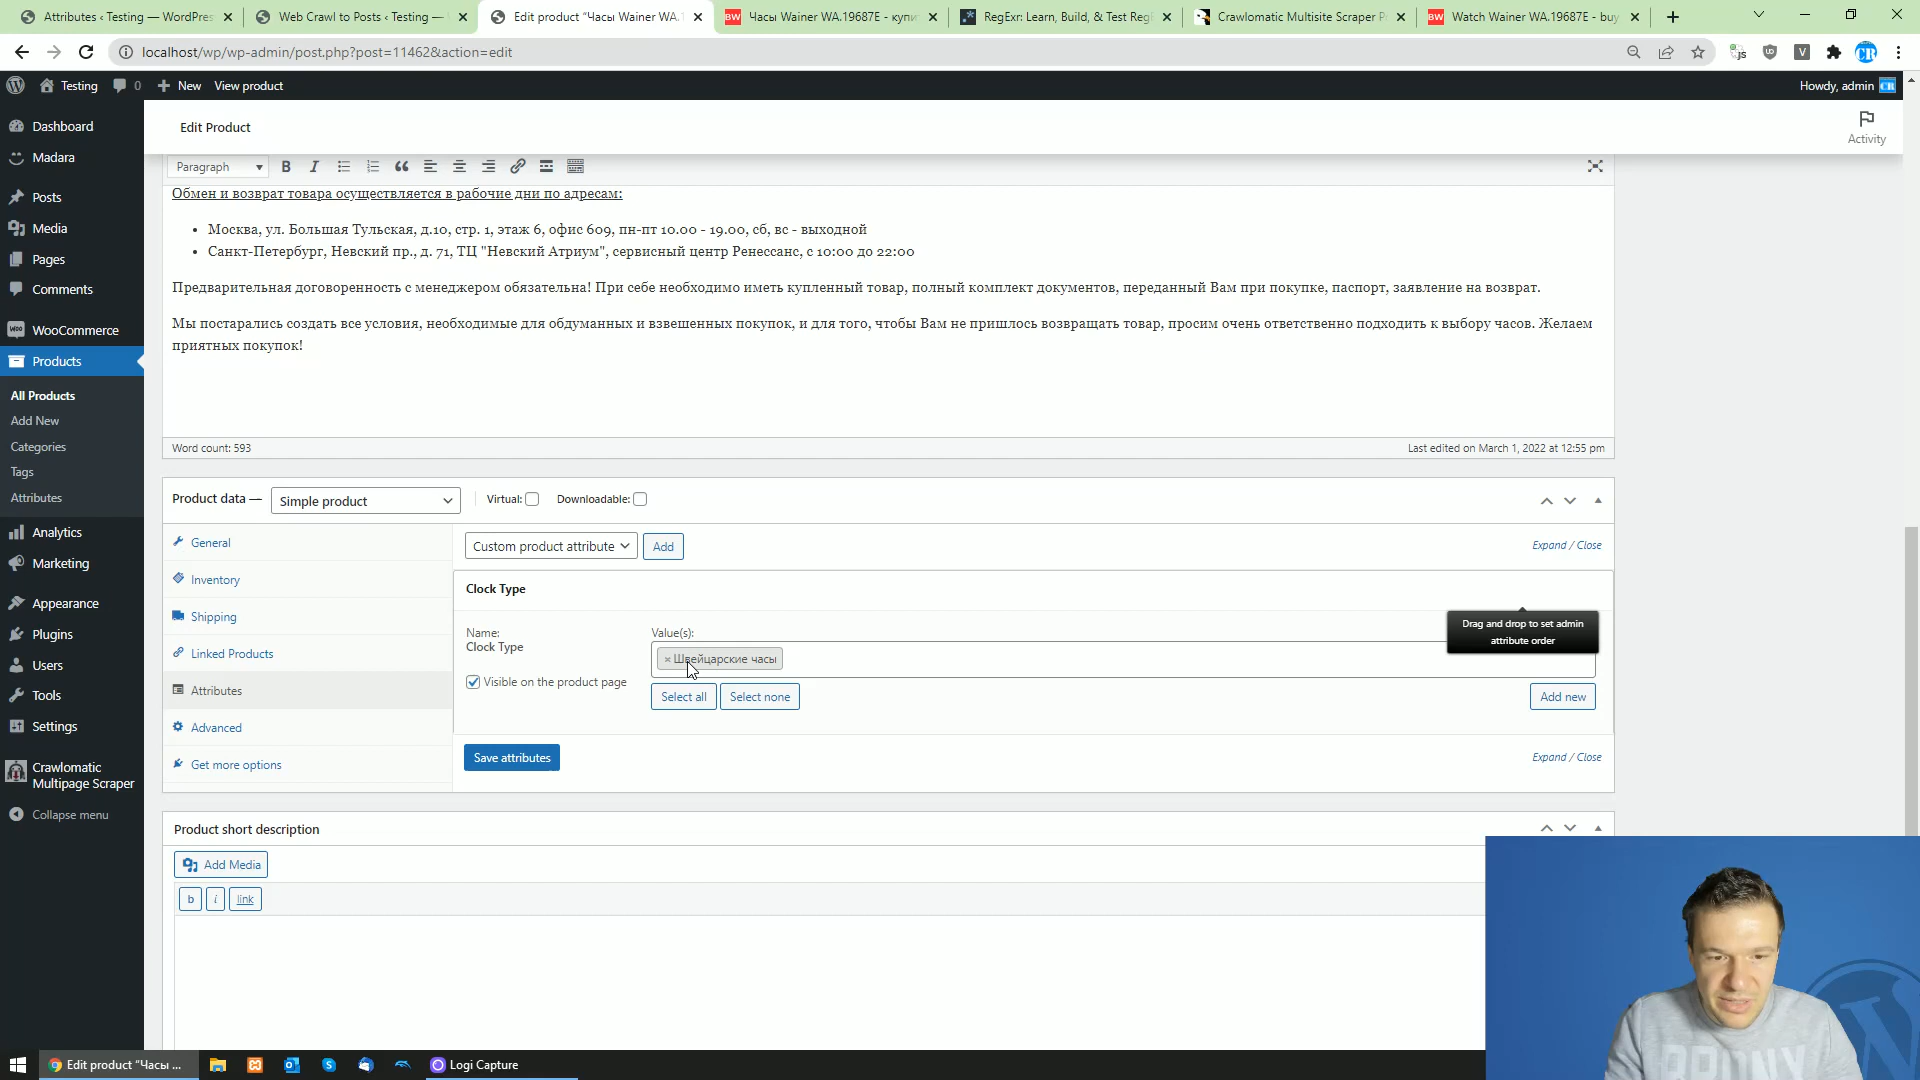 Attributes ‹ Testing — WordPres
Web Crawl to Posts ‹ Testing —
Edit product "Часы Wainer WA.
Часы Wainer WA.19687E - купи
RegExr: Learn, Build, & Test Reg
Crawlomatic Multisite Scraper P
Watch Wainer WA.19687E - buy
localhost/wp/wp-admin/post.php?post=11462&action=edit
Testing
0
New
View product
Howdy, admin
Edit Product
Activity
Dashboard
Madara
Posts
Media
Pages
Comments
WooCommerce
Products
All Products
Add New
Categories
Tags
Attributes
Analytics
Marketing
Appearance
Plugins
Users
Tools
Settings
Crawlomatic
Multipage Scraper
Collapse menu
Paragraph
Обмен и возврат товара осуществляется в рабочие дни по адресам:
• Москва, ул. Большая Тульская, д.10, стр. 1, этаж 6, офис 609, пн-пт 10.00 - 19.00, сб, вс - выходной
• Санкт-Петербург, Невский пр., д. 71, ТЦ "Невский Атриум", сервисный центр Ренессанс, с 10:00 до 22:00
Предварительная договоренность с менеджером обязательна! При себе необходимо иметь купленный товар, полный комплект документов, переданный Вам при покупке, паспорт, заявление на возврат.
Мы постарались создать все условия, необходимые для обдуманных и взвешенных покупок, и для того, чтобы Вам не пришлось возвращать товар, просим очень ответственно подходить к выбору часов. Желаем
приятных покупок!
Word count: 593
Last edited on March 1, 2022 at 12:55 pm
Product data —
Simple product
Virtual:
Downloadable:
General
Inventory
Shipping
Linked Products
Attributes
Advanced
Get more options
Custom product attribute
Add
Expand / Close
Clock Type
Drag and drop to set admin
attribute order
Name:
Clock Type
Value(s):
× Швейцарские часы
Visible on the product page
Select all
Select none
Add new
Save attributes
Expand / Close
Product short description
Add Media
b
i
link
Edit product "Часы ...
Logi Capture